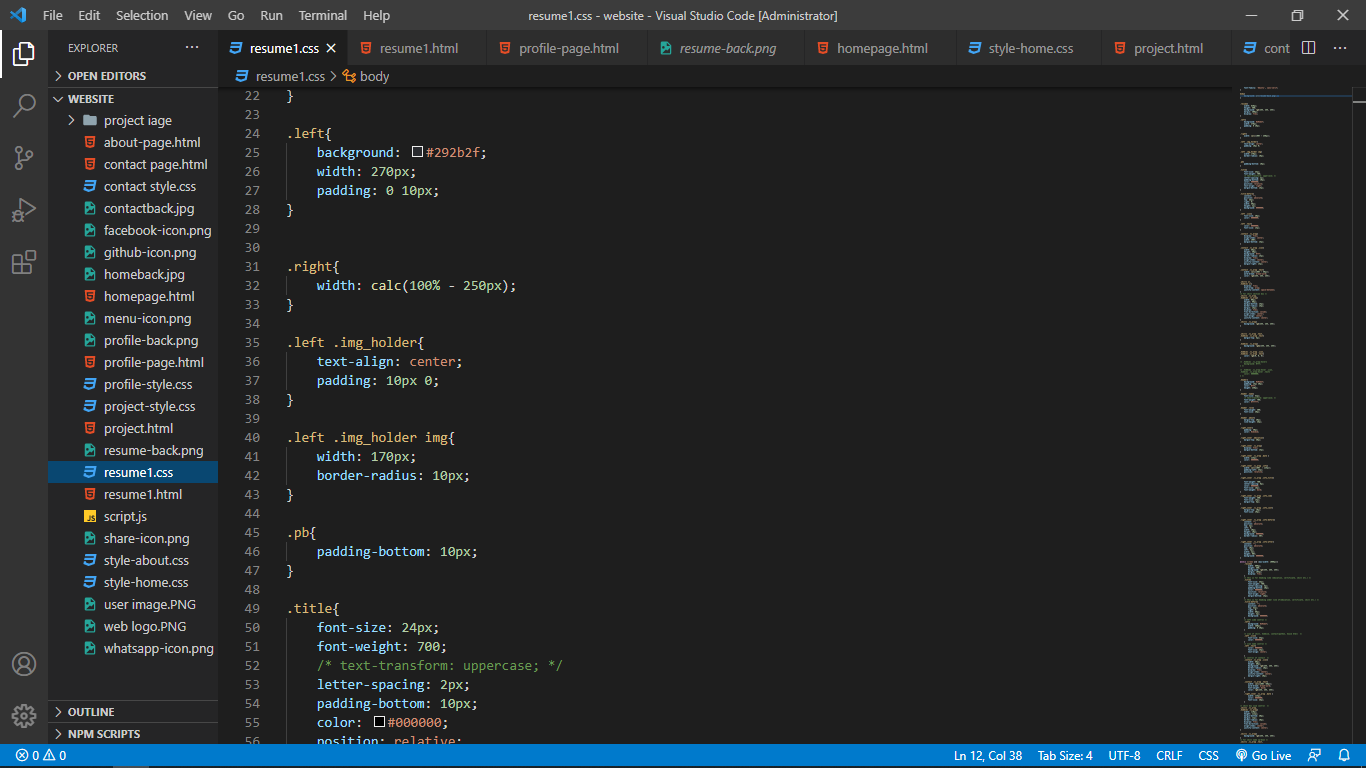 File Edit Selection View Go Run Terminal Help
resume1.css - website - Visual Studio Code [Administrator]
EXPLORER
resume1.css
resume1.html
profile-page.html
resume-back.png
homepage.html
style-home.css
project.html
cont
OPEN EDITORS
resume1.css > body
WEBSITE
project iage
about-page.html
contact page.html
contact style.css
contactback.jpg
facebook-icon.png
github-icon.png
homeback.jpg
homepage.html
menu-icon.png
profile-back.png
profile-page.html
profile-style.css
project-style.css
project.html
resume-back.png
resume1.css
resume1.html
script.js
share-icon.png
style-about.css
style-home.css
user image.PNG
web logo.PNG
whatsapp-icon.png
OUTLINE
NPM SCRIPTS
22 }
23
24 .left{
25 background: #292b2f;
26 width: 270px;
27 padding: 0 10px;
28 }
29
30
31 .right{
32 width: calc(100% - 250px);
33 }
34
35 .left .img_holder{
36 text-align: center;
37 padding: 10px 0;
38 }
39
40 .left .img_holder img{
41 width: 170px;
42 border-radius: 10px;
43 }
44
45 .pb{
46 padding-bottom: 10px;
47 }
48
49 .title{
50 font-size: 24px;
51 font-weight: 700;
52 /* text-transform: uppercase; */
53 letter-spacing: 2px;
54 padding-bottom: 10px;
55 color: #000000;
56 position: relative;
0 0
Ln 12, Col 38 Tab Size: 4 UTF-8 CRLF CSS Go Live